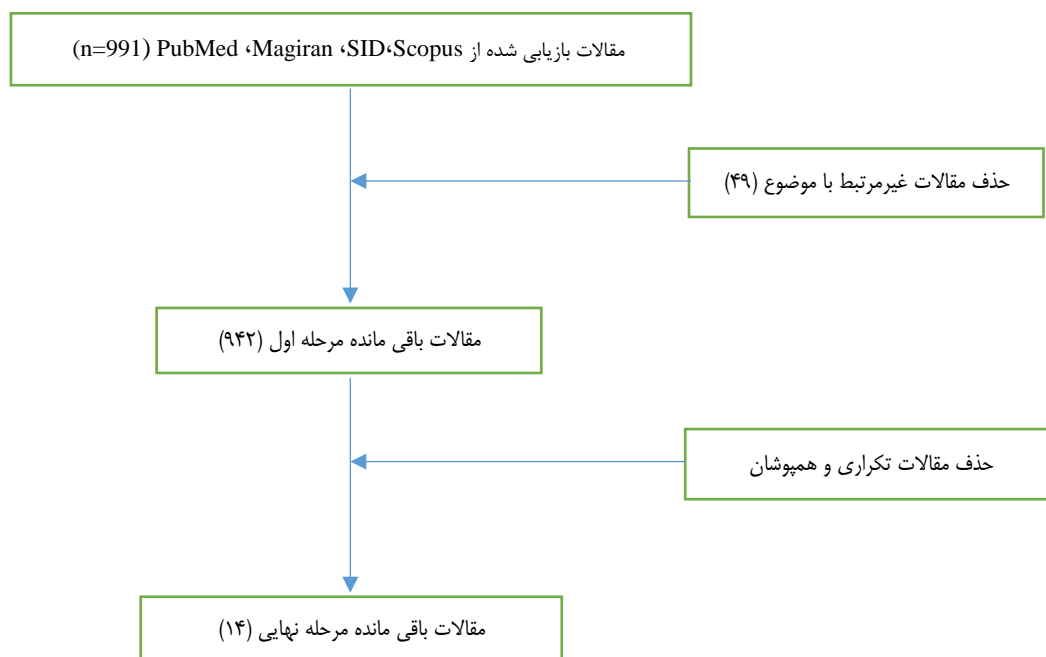 مقالات بازیابی شده از PubMed ،Magiran ،SID،Scopus (n=991)
حذف مقالات غیرمرتبط با موضوع (۴۹)
مقالات باقی مانده مرحله اول (۹۴۲)
حذف مقالات تکراری و همپوشان
مقالات باقی مانده مرحله نهایی (۱۴)